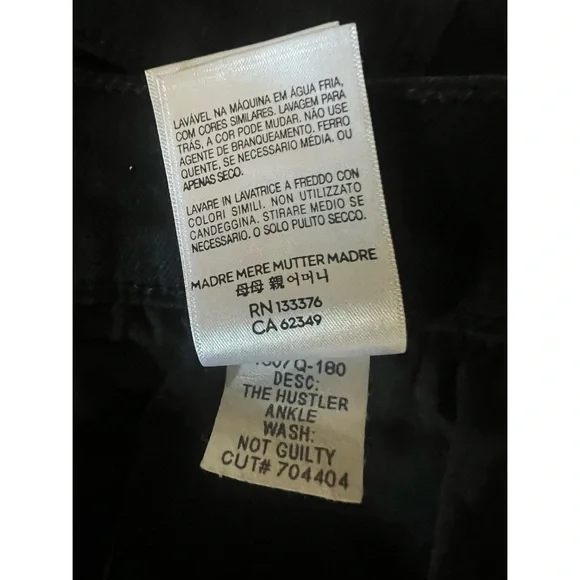 LAVÁVEL NA MÁQUINA EM ÁGUA FRIA,
COM CORES SIMILARES. LAVAGEM PARA
TRÁS, A COR PODE MUDAR. NÃO USE
AGENTE DE BRANQUEAMENTO. FERRO
QUENTE, SE NECESSARIO MÉDIA. OU
APENAS SECO.
LAVARE IN LAVATRICE A FREDDO CON
COLORI SIMILI. NON UTILIZZATO
CANDEGGINA. STIRARE MEDIO SE
NECESSARIO. O SOLO PULITO SECCO.
MADRE MERE MUTTER MADRE
母母 親 어머니
RN 133376
CA 62349
Q-180
DESC:
THE HUSTLER
ANKLE
WASH:
NOT GUILTY
CUT# 704404